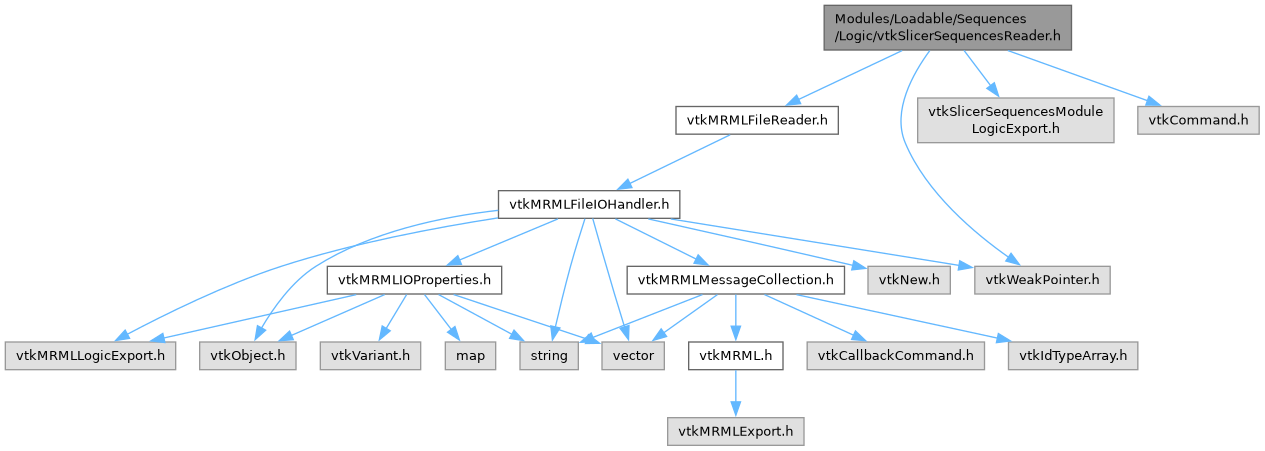 Modules/Loadable/Sequences
/Logic/vtkSlicerSequencesReader.h
vtkMRMLFileReader.h
vtkSlicerSequencesModule
LogicExport.h
vtkCommand.h
vtkMRMLFileIOHandler.h
vtkMRMLIOProperties.h
vtkMRMLMessageCollection.h
vtkNew.h
vtkWeakPointer.h
vtkMRMLLogicExport.h
vtkObject.h
vtkVariant.h
map
string
vector
vtkMRML.h
vtkCallbackCommand.h
vtkIdTypeArray.h
vtkMRMLExport.h